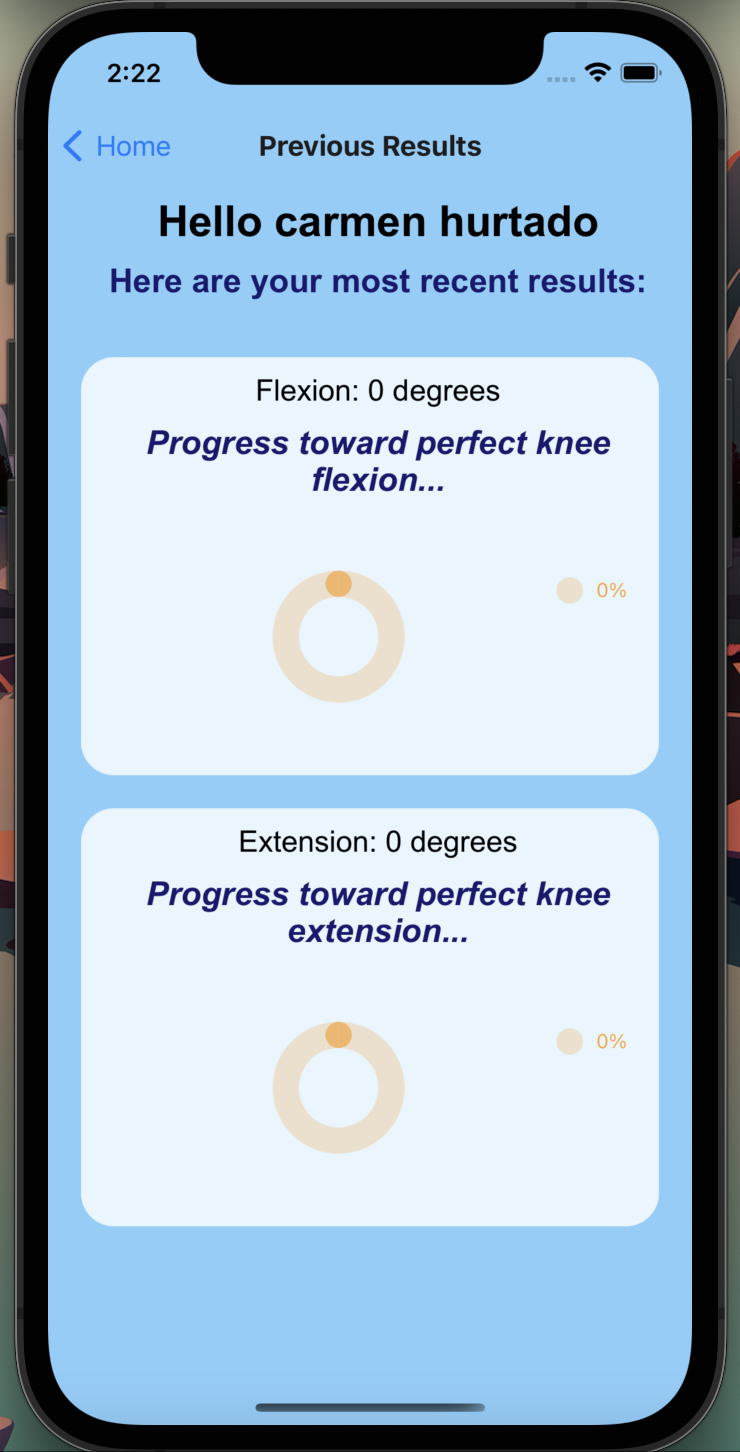 2:22
Home
Previous Results
Hello carmen hurtado
Here are your most recent results:
Flexion: 0 degrees
Progress toward perfect knee
flexion...
0%
Extension: 0 degrees
Progress toward perfect knee
extension...
0%